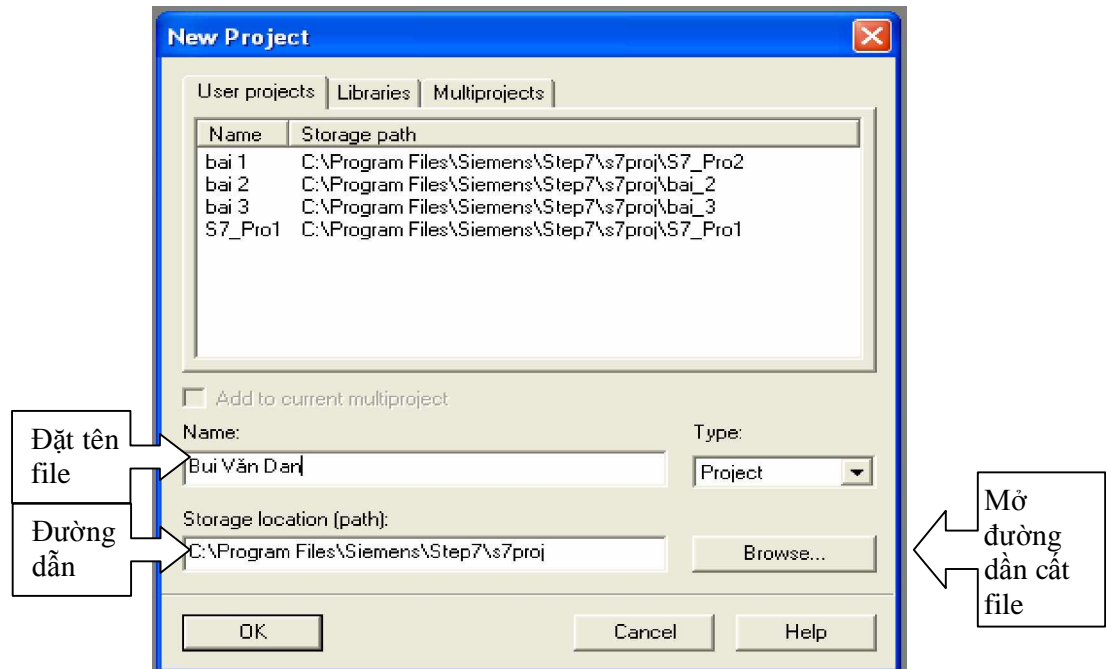 New Project
User projects Libraries Multiprojects
Name Storage path
bai 1 C:\Program Files\Siemens\Step7\s7proj\S7_Pro2
bai 2 C:\Program Files\Siemens\Step7\s7proj\bai_2
bai 3 C:\Program Files\Siemens\Step7\s7proj\bai_3
S7_Pro1 C:\Program Files\Siemens\Step7\s7proj\S7_Pro1
Add to current multiproject
Đặt tên
file
Name:
Type:
Bui Văn Dan
Project
Đường
dẫn
Storage location (path):
C:\Program Files\Siemens\Step7\s7proj
Browse...
Mở
đường
dần cất
file
OK Cancel Help